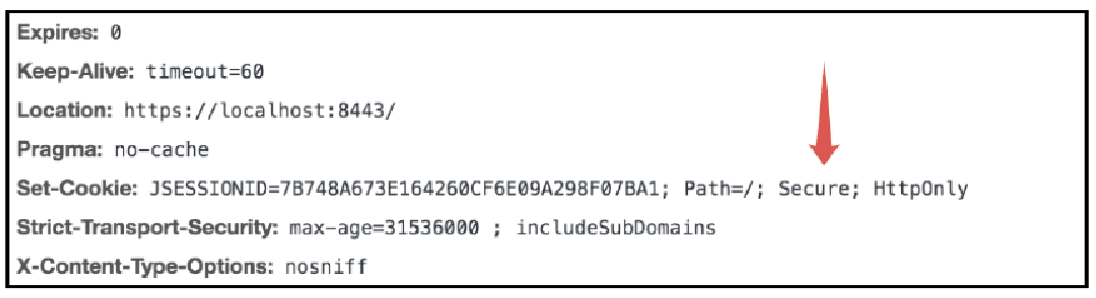 Expires: 0
Keep-Alive: timeout=60
Location: https://localhost:8443/
Pragma: no-cache
Set-Cookie: JSESSIONID=7B748A673E164260CF6E09A298F07BA1; Path=/; Secure; HttpOnly
Strict-Transport-Security: max-age=31536000 ; includeSubDomains
X-Content-Type-Options: nosniff